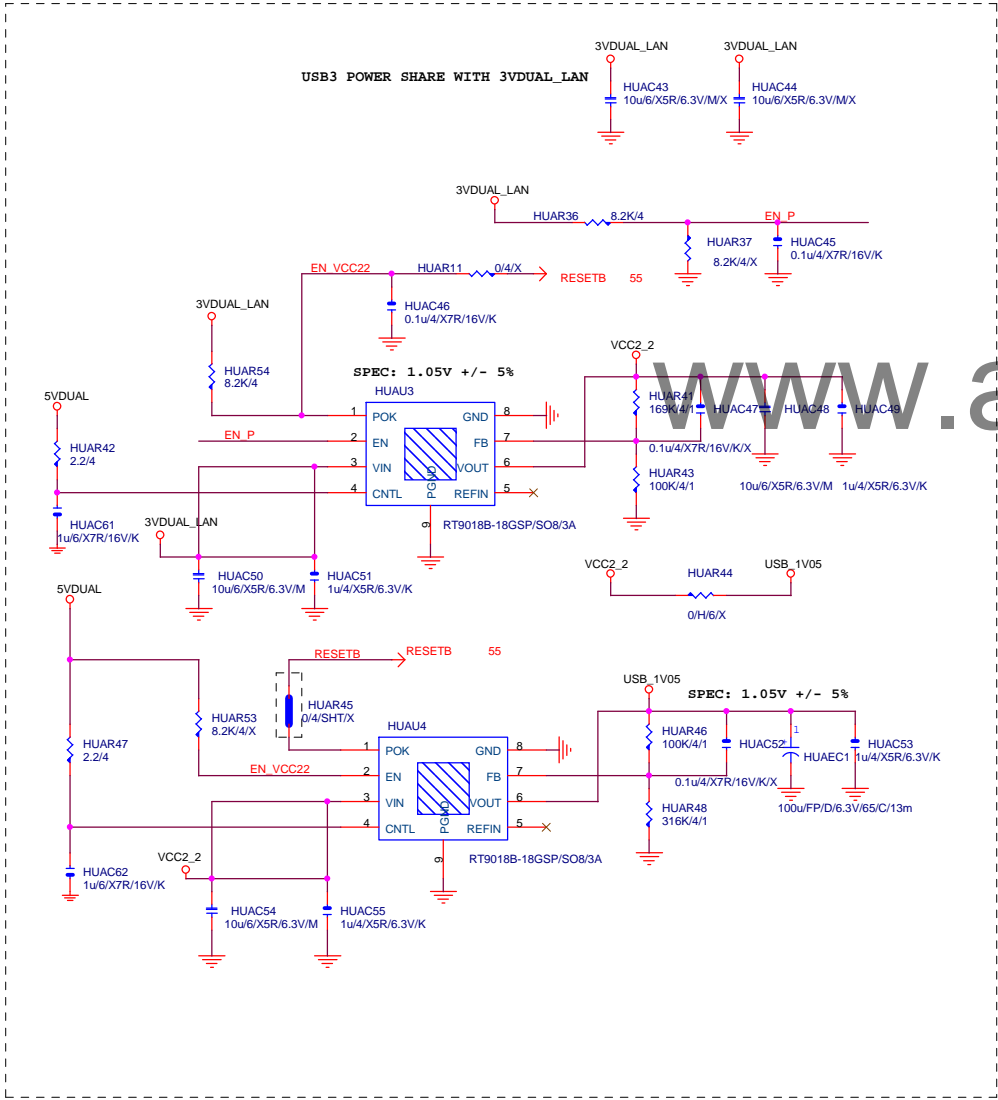 3VDUAL_LAN
3VDUAL_LAN
USB3 POWER SHARE WITH 3VDUAL_LAN
HUAC43
10u/6/X5R/6.3V/M/X
HUAC44
10u/6/X5R/6.3V/M/X
3VDUAL_LAN
HUAR36
8.2K/4
EN_P
HUAR37
8.2K/4/X
HUAC45
0.1u/4/X7R/16V/K
EN_VCC22
HUAR11
0/4/X
RESETB 55
HUAC46
0.1u/4/X7R/16V/K
3VDUAL_LAN
HUAR54
8.2K/4
SPEC: 1.05V +/- 5%
HUAU3
VCC2_2
www.a
5VDUAL
HUAR42
2.2/4
EN_P
1 POK
2 EN
3 VIN
4 CNTL
GND 8
FB 7
VOUT 6
REFIN 5
PGND
9
RT9018B-18GSP/SO8/3A
HUAR41
169K/4/1
HUAC47
0.1u/4/X7R/16V/K/X
HUAC48
10u/6/X5R/6.3V/M
HUAC49
1u/4/X5R/6.3V/K
HUAR43
100K/4/1
HUAC61
1u/6/X7R/16V/K
3VDUAL_LAN
HUAC50
10u/6/X5R/6.3V/M
HUAC51
1u/4/X5R/6.3V/K
VCC2_2
HUAR44
0/H/6/X
USB_1V05
5VDUAL
RESETB
RESETB 55
HUAR45
0/4/SHT/X
HUAR53
8.2K/4/X
HUAR47
2.2/4
EN_VCC22
HUAU4
1 POK
2 EN
3 VIN
4 CNTL
GND 8
FB 7
VOUT 6
REFIN 5
PGND
9
RT9018B-18GSP/SO8/3A
USB_1V05
SPEC: 1.05V +/- 5%
HUAR46
100K/4/1
HUAC52
0.1u/4/X7R/16V/K/X
1
+
HUAEC1
100u/FP/D/6.3V/65/C/13m
HUAC53
1u/4/X5R/6.3V/K
HUAR48
316K/4/1
HUAC62
1u/6/X7R/16V/K
VCC2_2
HUAC54
10u/6/X5R/6.3V/M
HUAC55
1u/4/X5R/6.3V/K